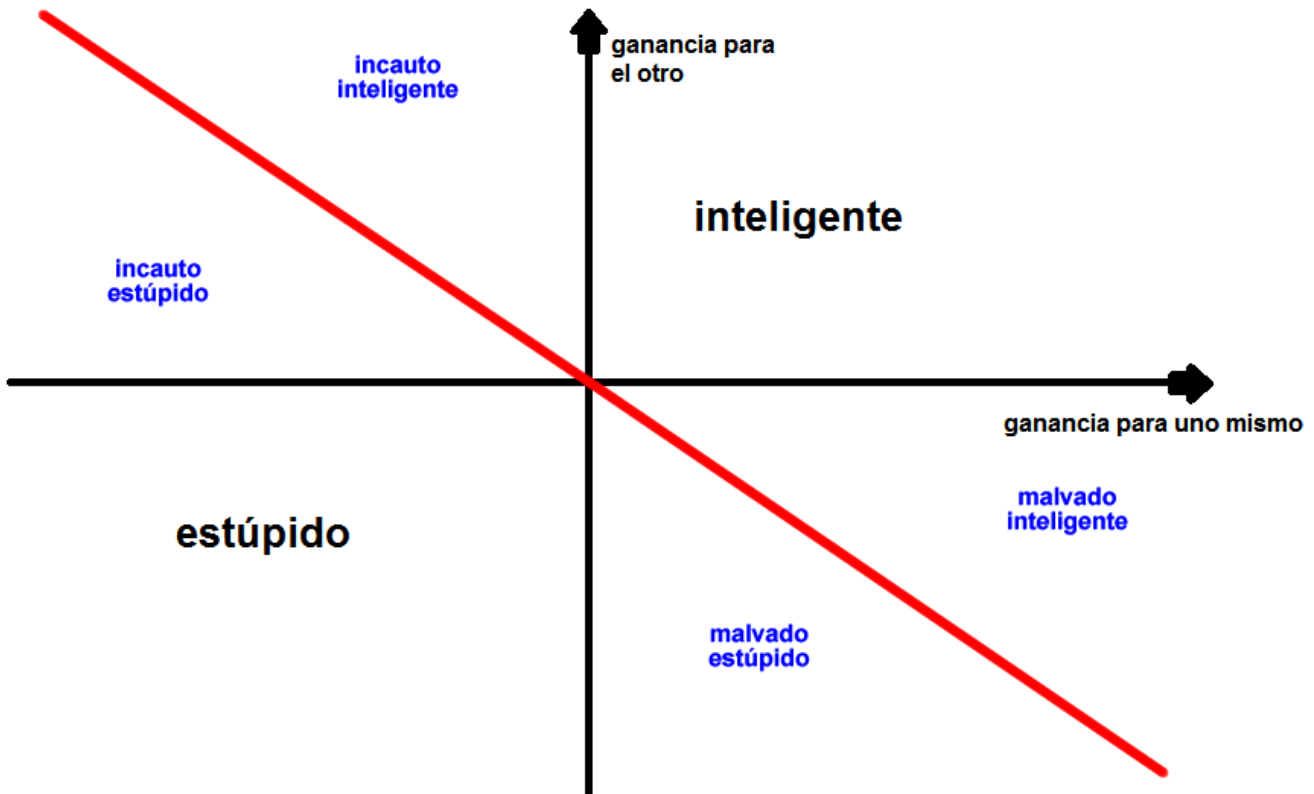 ganancia para
el otro
incauto
inteligente
inteligente
incauto
estúpido
ganancia para uno mismo
malvado
inteligente
estúpido
malvado
estúpido